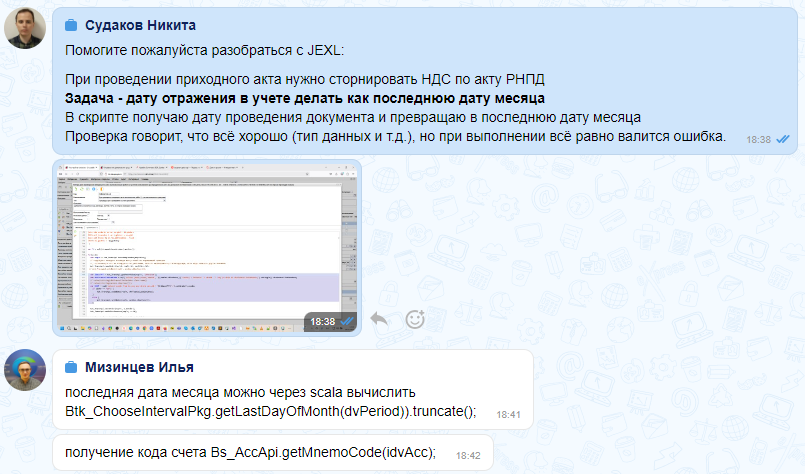 Судаков Никита
Помогите пожалуйста разобраться с JEXL:
При проведении приходного акта нужно сторнировать НДС по акту РНПД
Задача - дату отражения в учете делать как последнюю дату месяца
В скрипте получаю дату проведения документа и превращаю в последнюю дату месяца
Проверка говорит, что всё хорошо (тип данных и т.д.), но при выполнении всё равно валится ошибка.
18:38
18:38
Мизинцев Илья
последняя дата месяца можно через scala вычислить
Btk_ChooseIntervalPkg.getLastDayOfMonth(dvPeriod)).truncate();
18:41
получение кода счета Bs_AccApi.getMnemoCode(idvAcc);
18:42